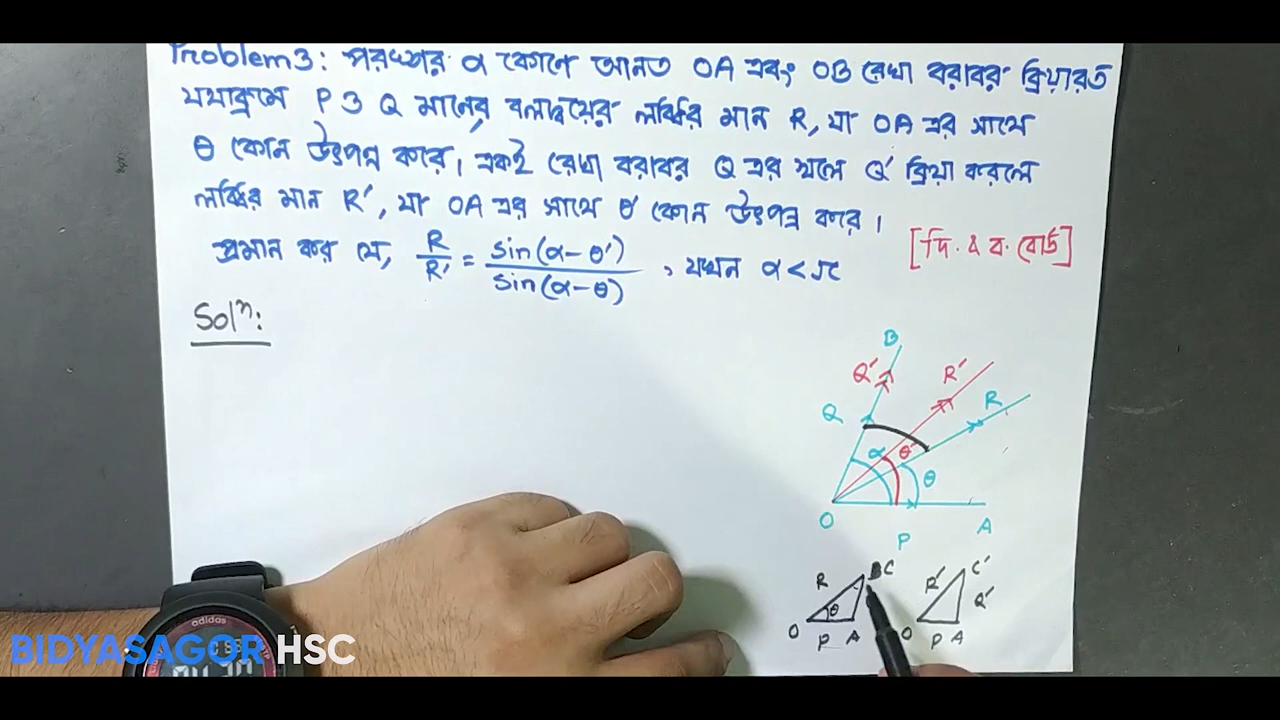 Problem 3: পরস্পর α কোণে আনত OA এবং OB রেখা বরাবর ক্রিয়ারত
যথাক্রমে P ও Q মানের বলদ্বয়ের লব্ধির মান R, যা OA এর সাথে
θ কোন উৎপন্ন করে। একই রেখা বরাবর Q এর স্থলে Q′ ক্রিয়া করলে
লব্ধির মান R′, যা OA এর সাথে θ′ কোন উৎপন্ন করে।
প্রমান কর যে, R/R′ = sin(α-θ′)/sin(α-θ), যখন α < π
[দি. & ব. বোর্ড]
Solⁿ:
B
Q′ R′
Q R
α θ′ θ
O A
P
R C R′ C′
θ Q′
O P A O P A
adidas
BIDYASAGOR HSC